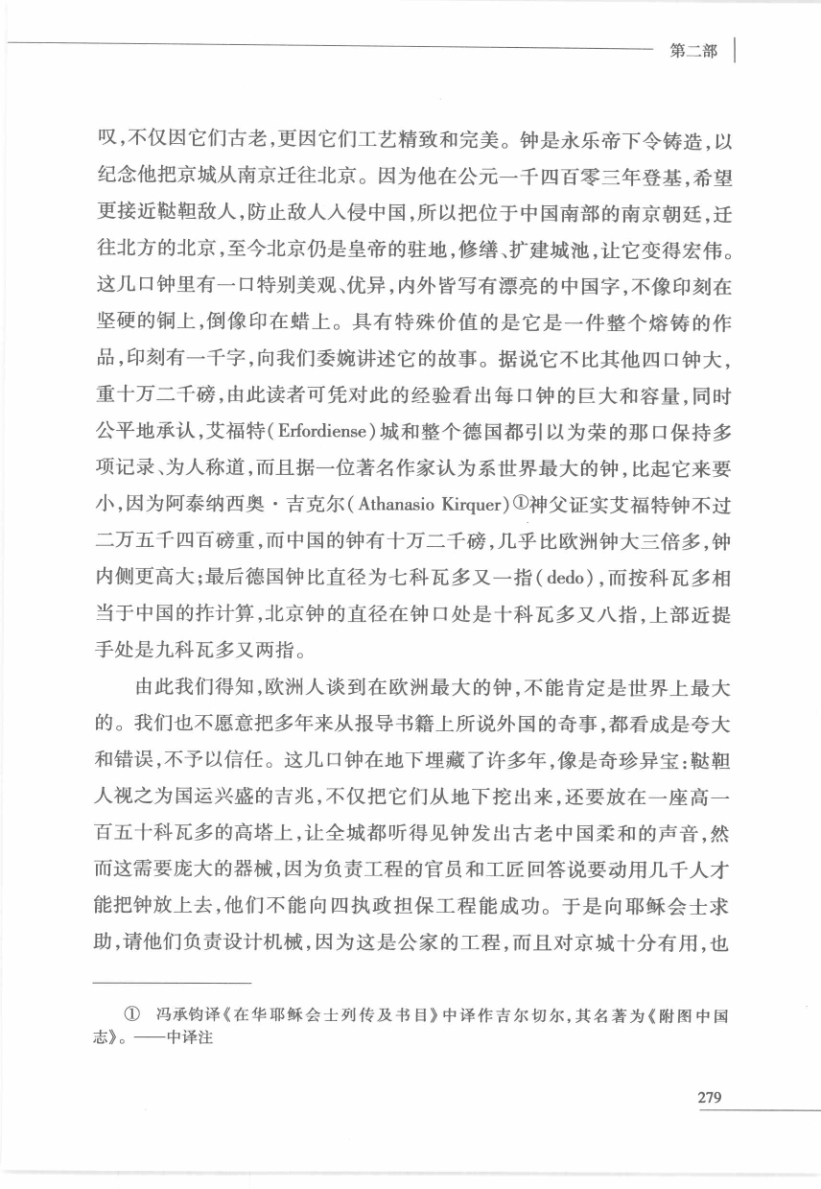 第二部
叹,不仅因它们古老,更因它们工艺精致和完美。钟是永乐帝下令铸造,以
纪念他把京城从南京迁往北京。因为他在公元一千四百零三年登基,希望
更接近鞑靼敌人,防止敌人入侵中国,所以把位于中国南部的南京朝廷,迁
往北方的北京,至今北京仍是皇帝的驻地,修缮、扩建城池,让它变得宏伟。
这几口钟里有一口特别美观、优异,内外皆写有漂亮的中国字,不像印刻在
坚硬的铜上,倒像印在蜡上。具有特殊价值的是它是一件整个熔铸的作
品,印刻有一千字,向我们委婉讲述它的故事。据说它不比其他四口钟大,
重十万二千磅,由此读者可凭对此的经验看出每口钟的巨大和容量,同时
公平地承认,艾福特(Erfordiense)城和整个德国都引以为荣的那口保持多
项记录、为人称道,而且据一位著名作家认为系世界最大的钟,比起它来要
小,因为阿泰纳西奥·吉克尔(Athanasio Kirquer)①神父证实艾福特钟不过
二万五千四百磅重,而中国的钟有十万二千磅,几乎比欧洲钟大三倍多,钟
内侧更高大;最后德国钟比直径为七科瓦多又一指(dedo),而按科瓦多相
当于中国的拃计算,北京钟的直径在钟口处是十科瓦多又八指,上部近提
手处是九科瓦多又两指。
由此我们得知,欧洲人谈到在欧洲最大的钟,不能肯定是世界上最大
的。我们也不愿意把多年来从报导书籍上所说外国的奇事,都看成是夸大
和错误,不予以信任。这几口钟在地下埋藏了许多年,像是奇珍异宝:鞑靼
人视之为国运兴盛的吉兆,不仅把它们从地下挖出来,还要放在一座高一
百五十科瓦多的高塔上,让全城都听得见钟发出古老中国柔和的声音,然
而这需要庞大的器械,因为负责工程的官员和工匠回答说要动用几千人才
能把钟放上去,他们不能向四执政担保工程能成功。于是向耶稣会士求
助,请他们负责设计机械,因为这是公家的工程,而且对京城十分有用,也
① 冯承钧译《在华耶稣会士列传及书目》中译作吉尔切尔,其名著为《附图中国
志》。——中译注
279